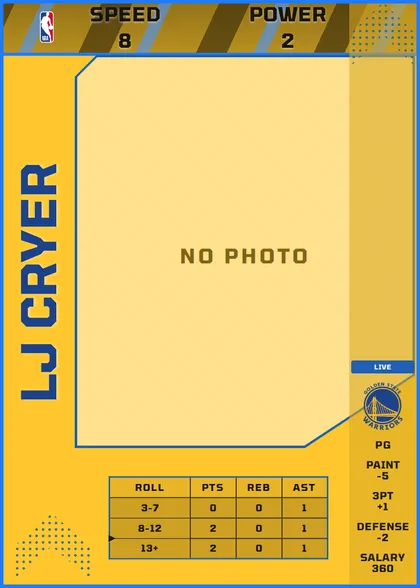 SPEED
8
POWER
2
NBA
LJ CRYER
NO PHOTO
LIVE
GOLDEN STATE
WARRIORS
PG
PAINT
-5
3PT
+1
DEFENSE
-2
SALARY
360
ROLL PTS REB AST
3-7 0 0 1
8-12 2 0 1
13+ 2 0 1